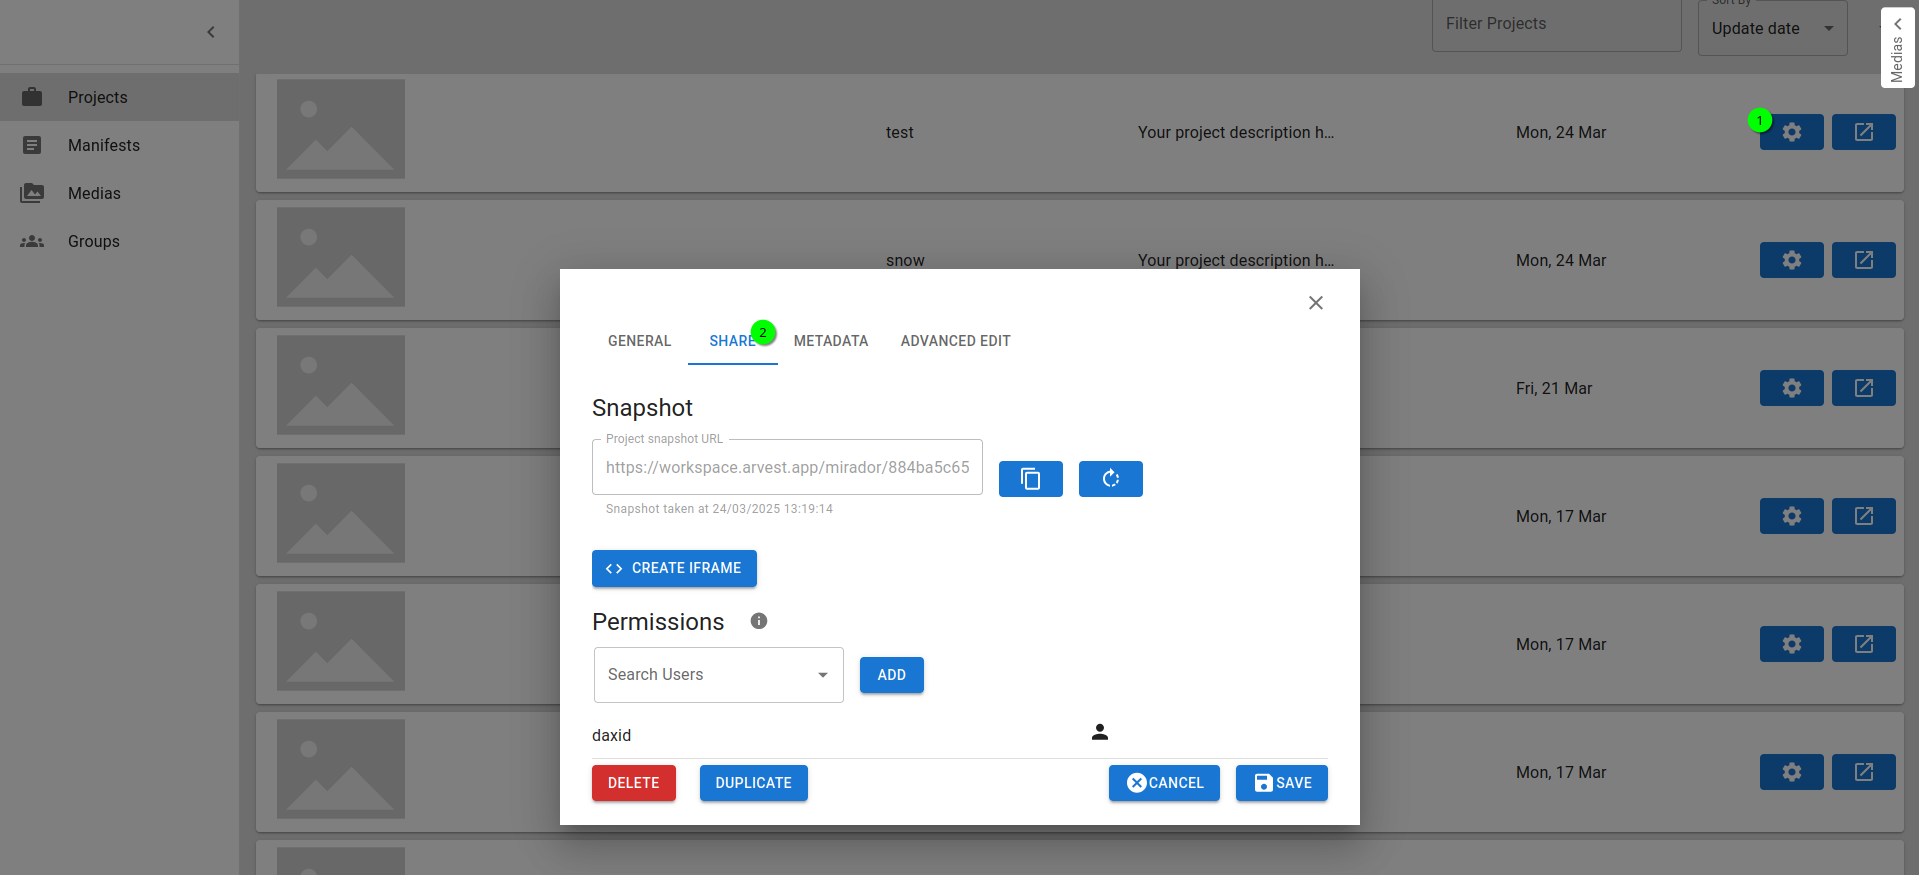 Sort By
Filter Projects
Update date
Medias
Projects
Manifests
Medias
Groups
test
Your project description h...
Mon, 24 Mar
1
snow
Your project description h...
Mon, 24 Mar
Fri, 21 Mar
Mon, 17 Mar
Mon, 17 Mar
Mon, 17 Mar
GENERAL
SHARE
2
METADATA
ADVANCED EDIT
Snapshot
Project snapshot URL
https://workspace.arvest.app/mirador/884ba5c65
Snapshot taken at 24/03/2025 13:19:14
CREATE IFRAME
Permissions
Search Users
ADD
daxid
DELETE
DUPLICATE
CANCEL
SAVE